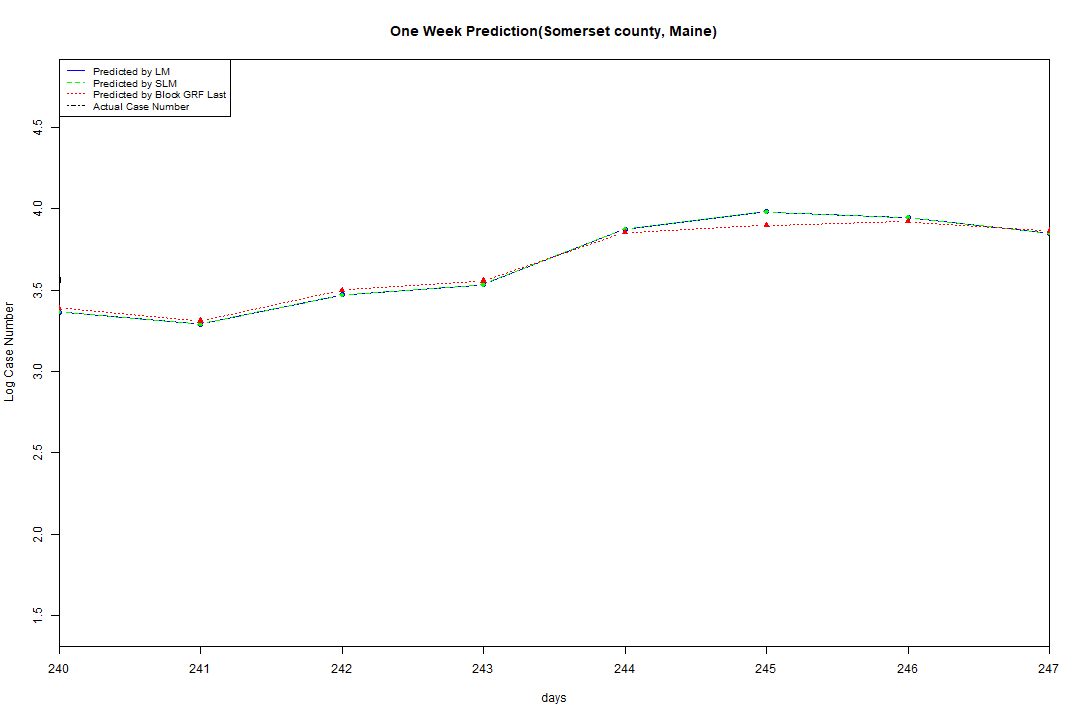 One Week Prediction(Somerset county, Maine)
Predicted by LM
Predicted by SLM
Predicted by Block GRF Last
Actual Case Number
4.5
4.0
3.5
3.0
2.5
2.0
1.5
Log Case Number
240 241 242 243 244 245 246 247
days